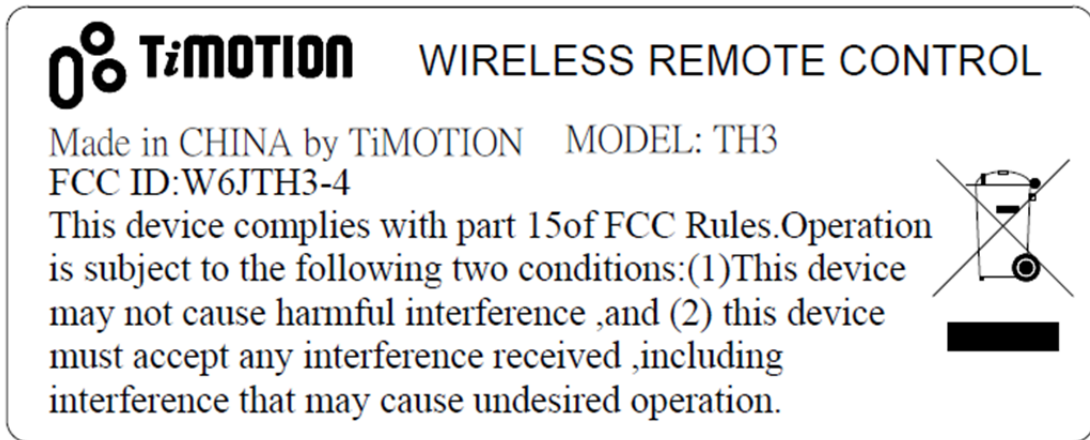 TiMOTION WIRELESS REMOTE CONTROL
Made in CHINA by TiMOTION MODEL: TH3
FCC ID:W6JTH3-4
This device complies with part 15of FCC Rules.Operation
is subject to the following two conditions:(1)This device
may not cause harmful interference ,and (2) this device
must accept any interference received ,including
interference that may cause undesired operation.